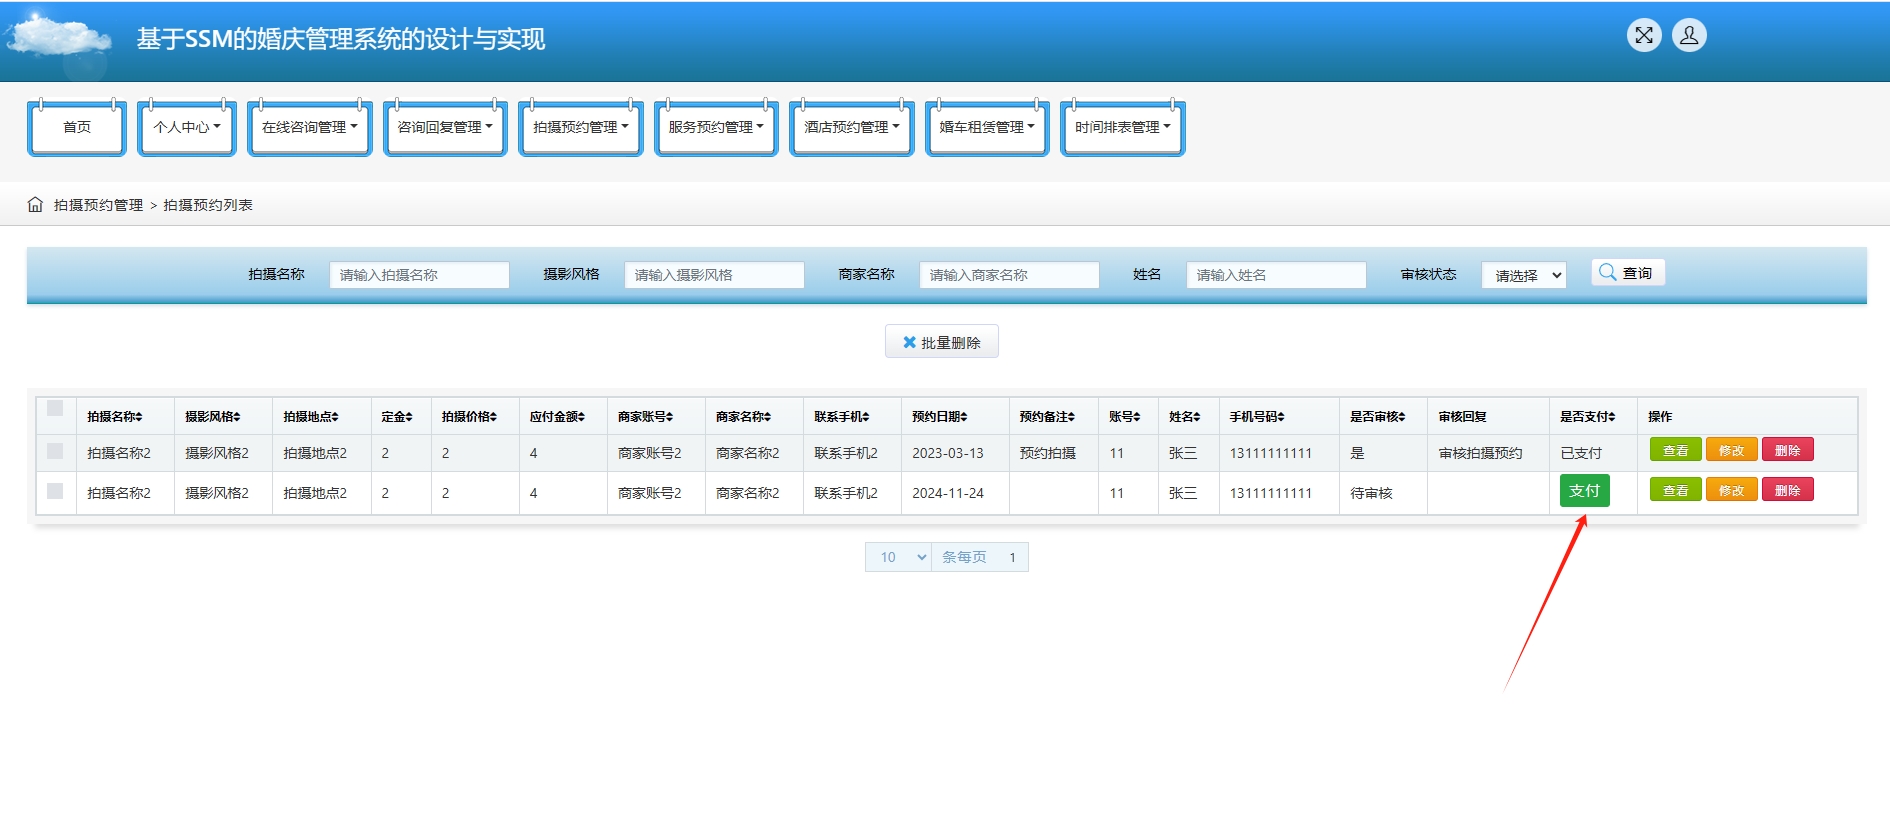 基于SSM的婚庆管理系统的设计与实现
首页 个人中心 在线咨询管理 咨询回复管理 拍摄预约管理 服务预约管理 酒店预约管理 婚车租赁管理 时间排表管理
拍摄预约管理 > 拍摄预约列表
拍摄名称 请输入拍摄名称 摄影风格 请输入摄影风格 商家名称 请输入商家名称 姓名 请输入姓名 审核状态 请选择 查询
批量删除
拍摄名称 摄影风格 拍摄地点 定金 拍摄价格 应付金额 商家账号 商家名称 联系手机 预约日期 预约备注 账号 姓名 手机号码 是否审核 审核回复 是否支付 操作
拍摄名称2 摄影风格2 拍摄地点2 2 2 4 商家账号2 商家名称2 联系手机2 2023-03-13 预约拍摄 11 张三 13111111111 是 审核拍摄预约 已支付 查看 修改 删除
拍摄名称2 摄影风格2 拍摄地点2 2 2 4 商家账号2 商家名称2 联系手机2 2024-11-24 11 张三 13111111111 待审核 支付 查看 修改 删除
10 条每页 1